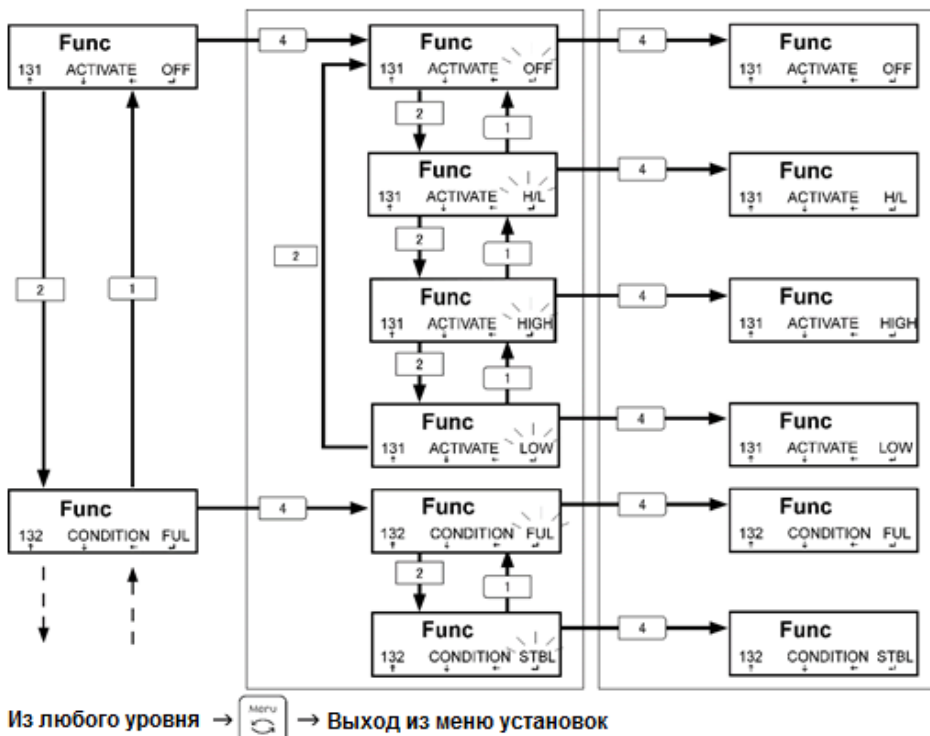 Func
131 ACTIVATE OFF
4
Func
131 ACTIVATE OFF
4
Func
131 ACTIVATE OFF
2
1
Func
131 ACTIVATE H/L
4
Func
131 ACTIVATE H/L
2
1
2
2
1
Func
131 ACTIVATE HIGH
4
Func
131 ACTIVATE HIGH
2
1
Func
131 ACTIVATE LOW
4
Func
131 ACTIVATE LOW
Func
132 CONDITION FUL
4
Func
132 CONDITION FUL
4
Func
132 CONDITION FUL
2
1
Func
132 CONDITION STBL
4
Func
132 CONDITION STBL
Из любого уровня → Menu → Выход из меню установок